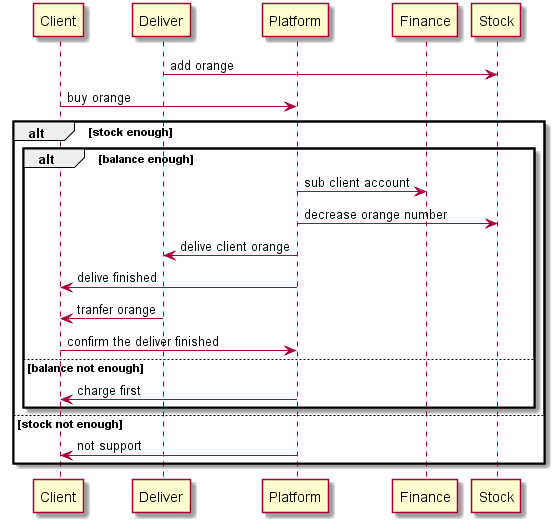 Client Deliver Platform Finance Stock
add orange
buy orange
alt [stock enough]
alt [balance enough]
sub client account
decrease orange number
delive client orange
delive finished
tranfer orange
confirm the deliver finished
[balance not enough]
charge first
[stock not enough]
not support
Client Deliver Platform Finance Stock